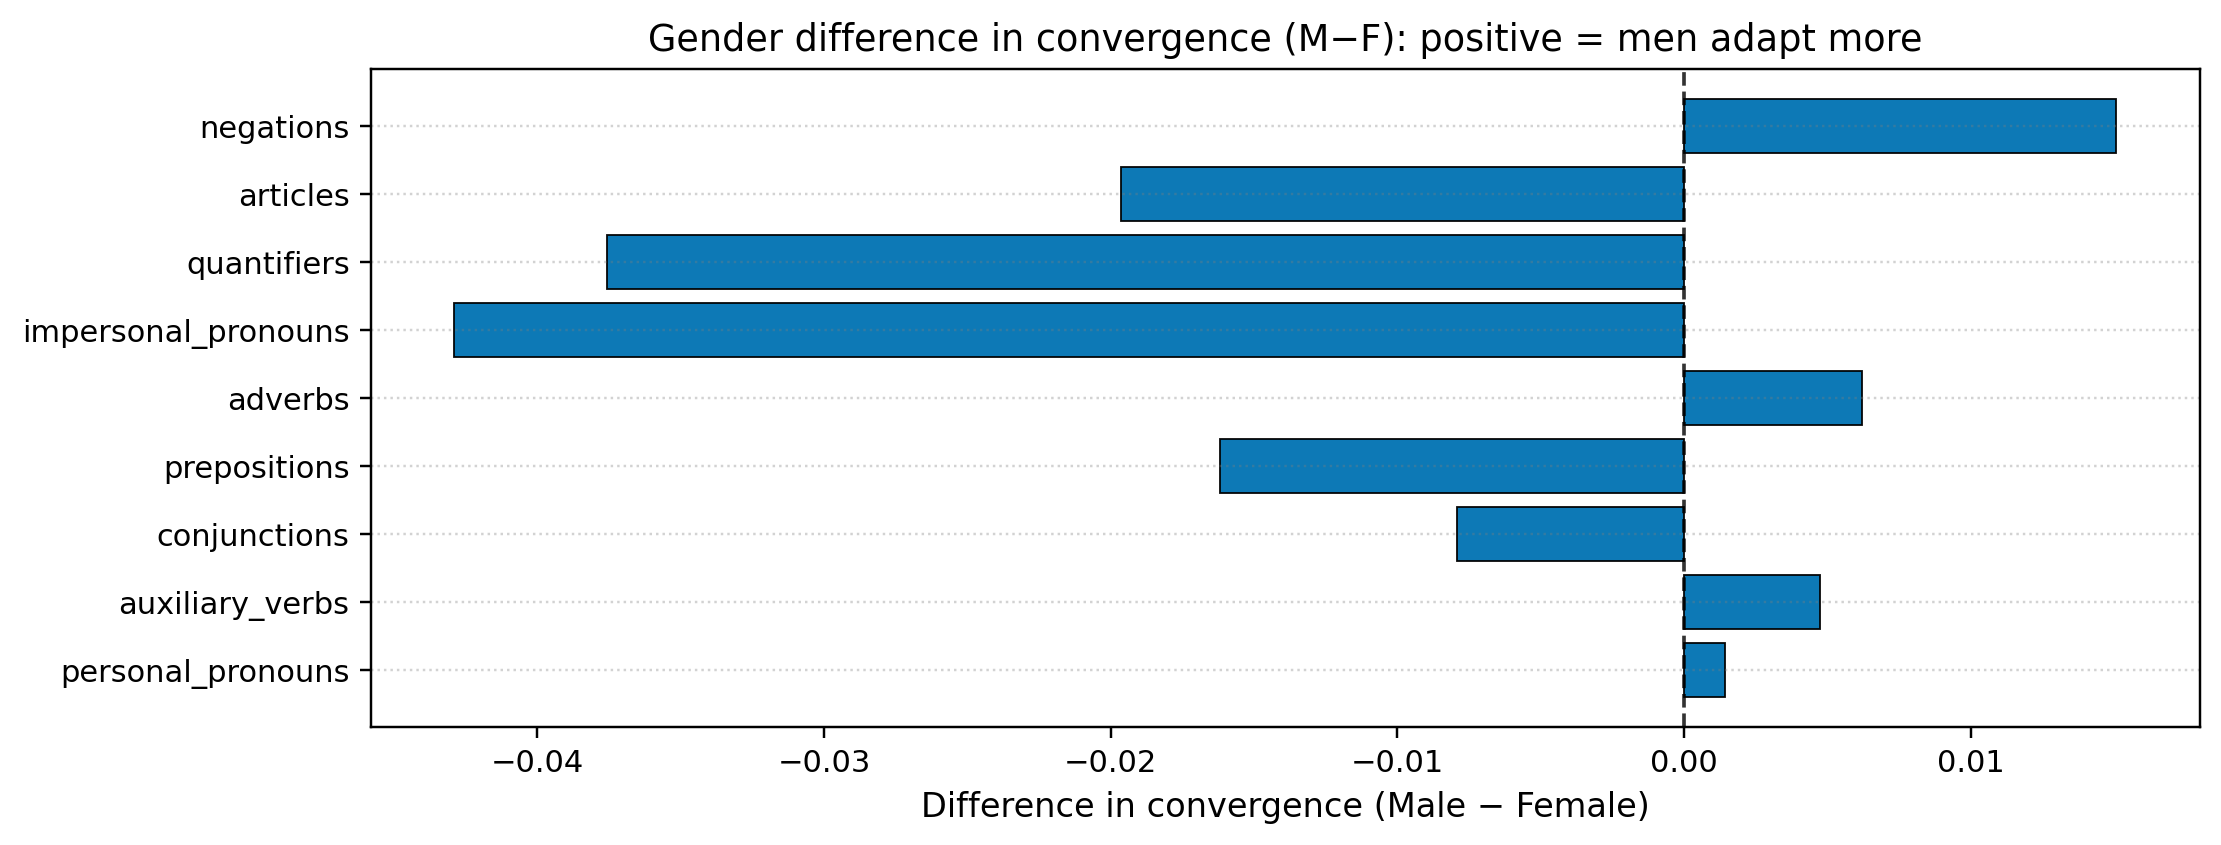 Gender difference in convergence (M−F): positive = men adapt more
negations
articles
quantifiers
impersonal_pronouns
adverbs
prepositions
conjunctions
auxiliary_verbs
personal_pronouns
−0.04 −0.03 −0.02 −0.01 0.00 0.01
Difference in convergence (Male − Female)